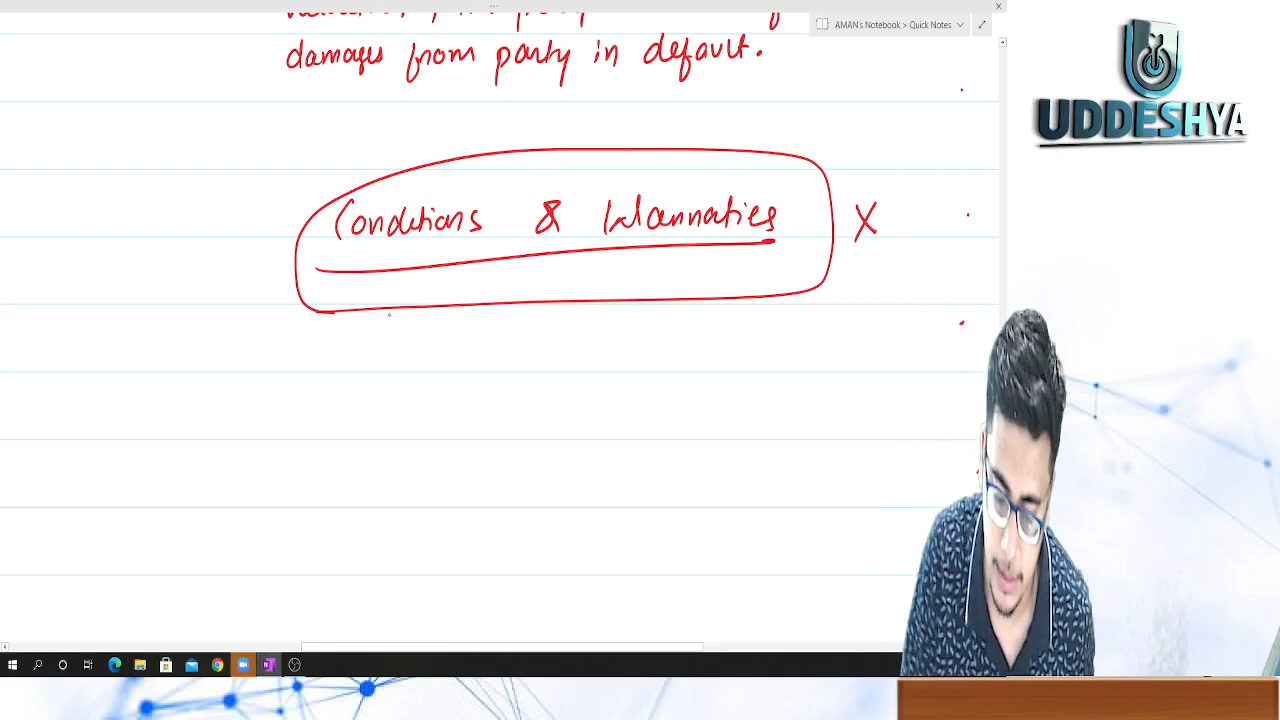 AMAN's Notebook > Quick Notes
damages from party in default.
UDDESHYA
Conditions & Warranties X